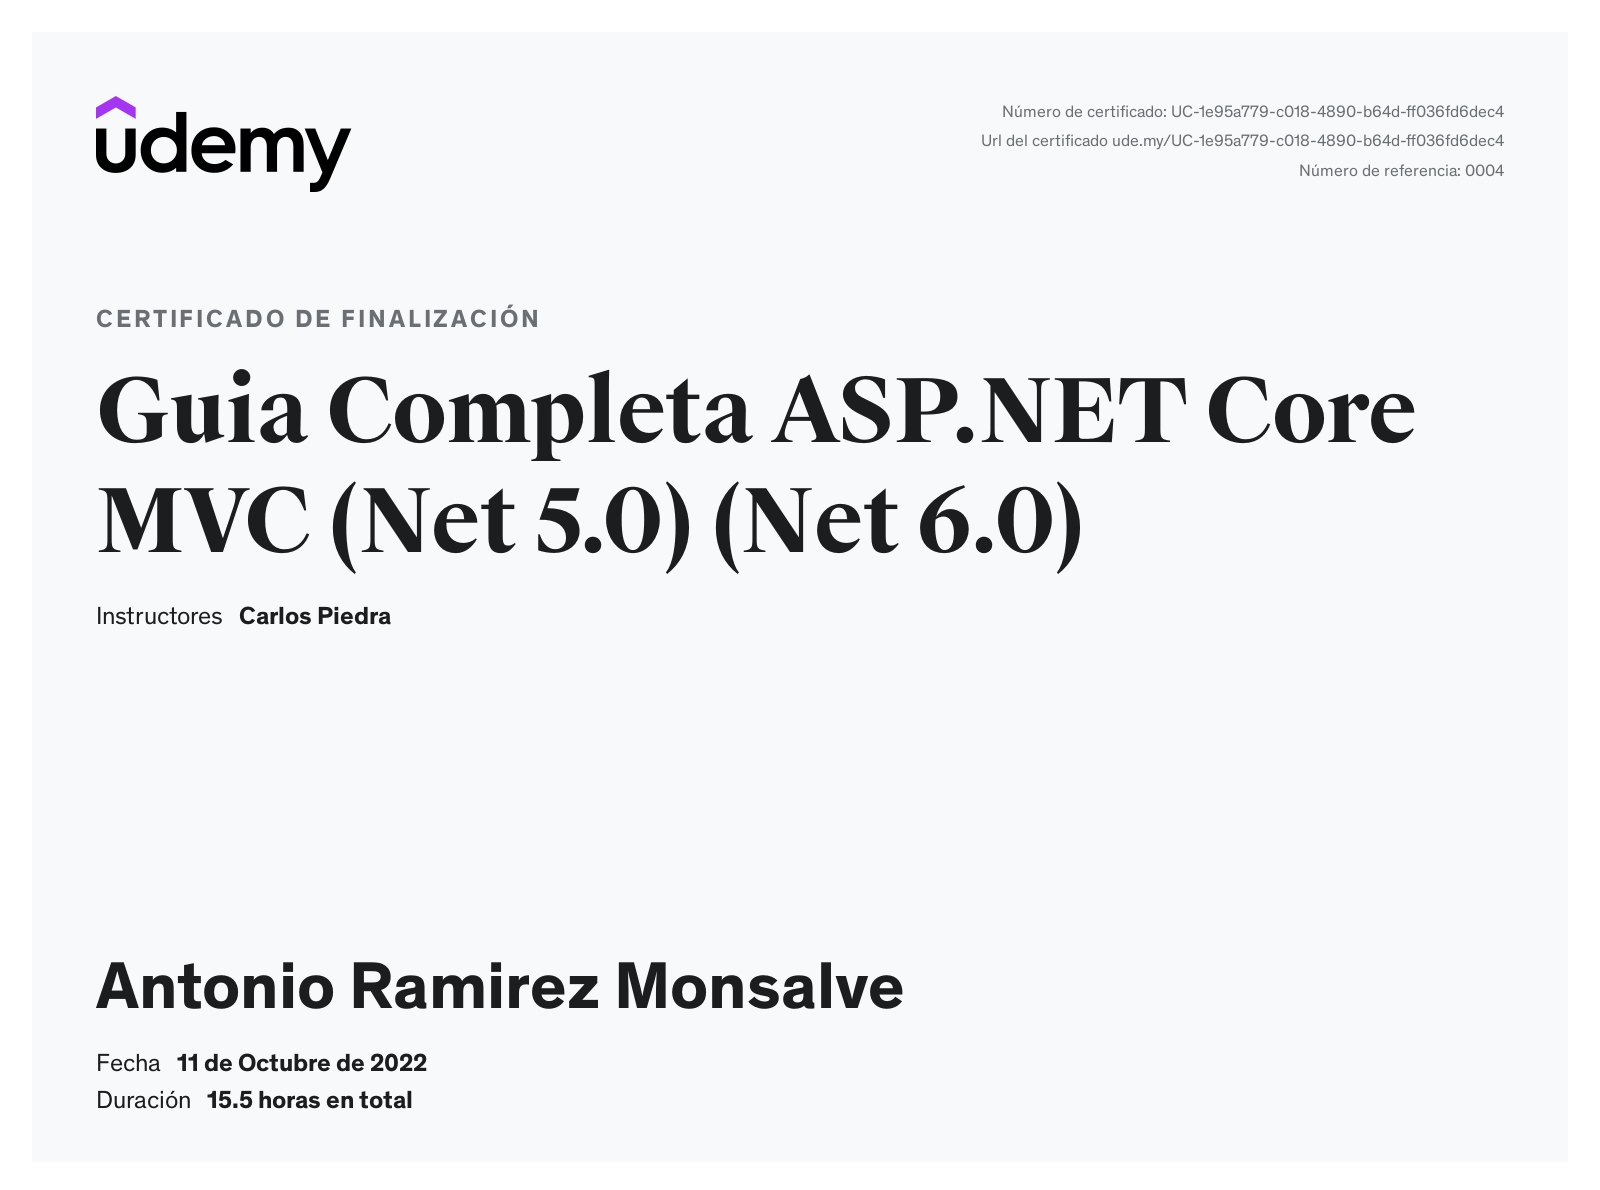 udemy
Número de certificado: UC-1e95a779-c018-4890-b64d-ff036fd6dec4
Url del certificado ude.my/UC-1e95a779-c018-4890-b64d-ff036fd6dec4
Número de referencia: 0004
CERTIFICADO DE FINALIZACIÓN
Guia Completa ASP.NET Core
MVC (Net 5.0) (Net 6.0)
Instructores Carlos Piedra
Antonio Ramirez Monsalve
Fecha 11 de Octubre de 2022
Duración 15.5 horas en total